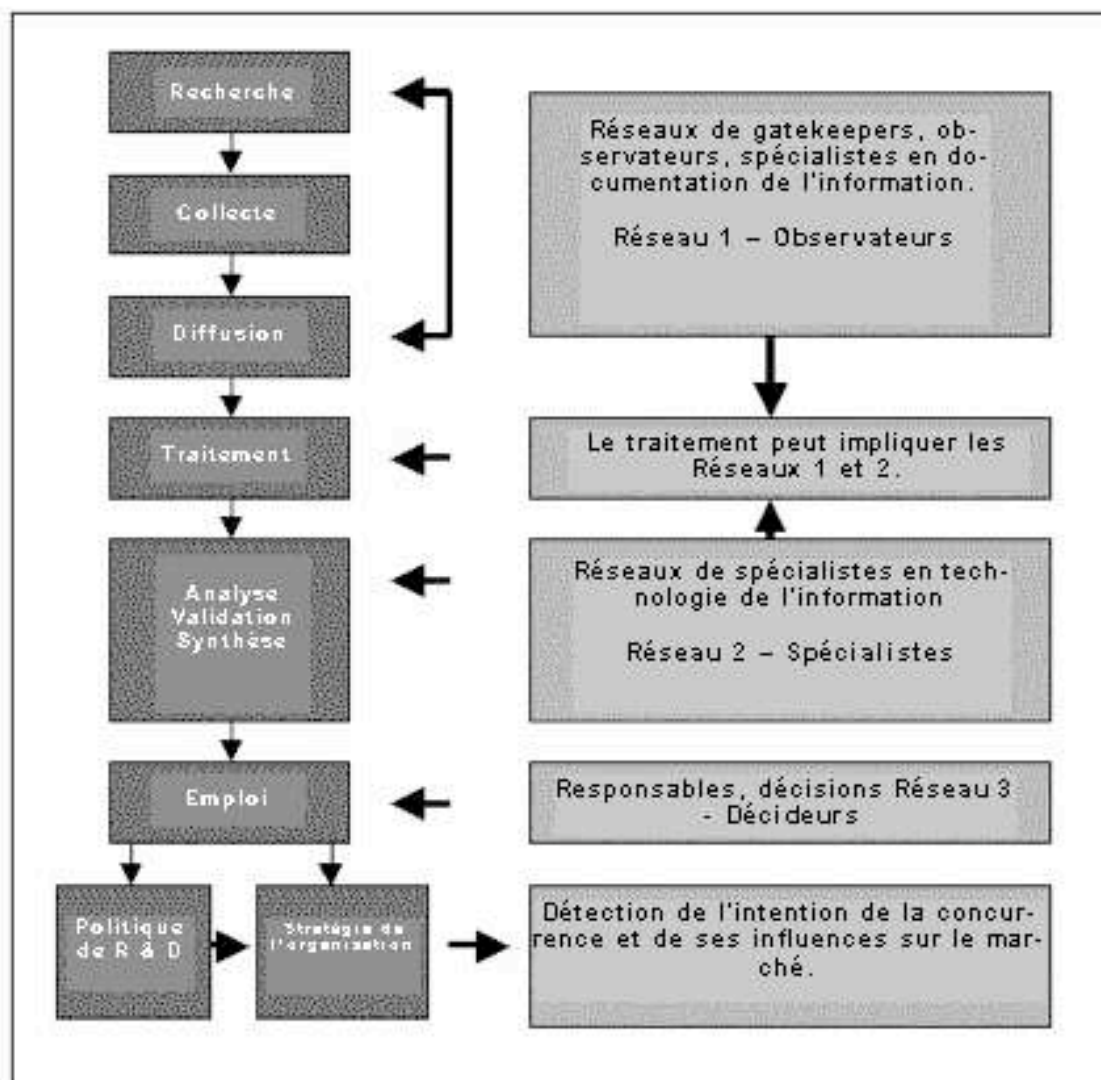 Recherche
Réseaux de gatekeepers, ob-
servateurs, spécialistes en do-
cumentation de l'information.
Réseau 1 – Observateurs
Collecte
Diffusion
Traitement
Le traitement peut impliquer les
Réseaux 1 et 2.
Analyse
Validation
Synthèse
Réseaux de spécialistes en tech-
nologie de l'information
Réseau 2 – Spécialistes
Emploi
Responsables, décisions Réseau 3
- Décideurs
Politique
de R & D
Stratégie de
l'organisation
Détection de l'intention de la concur-
rence et de ses influences sur le mar-
ché.